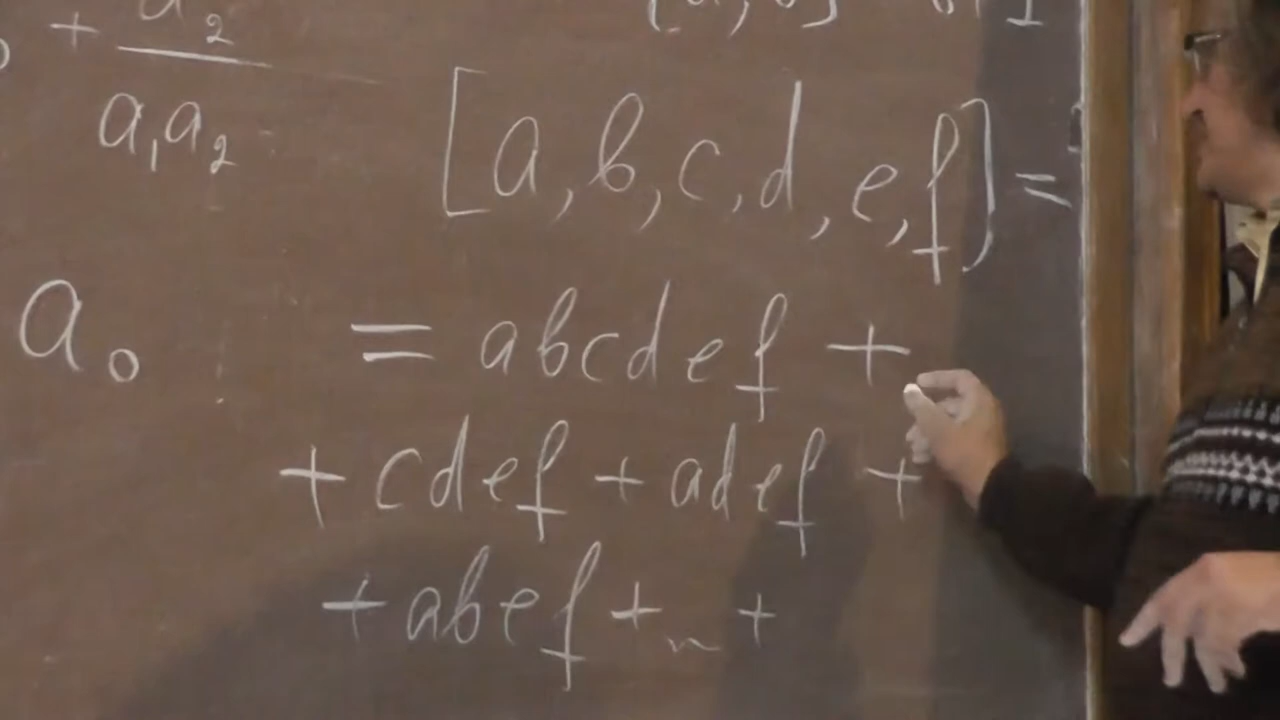 + a₂
a₁a₂
[a, b, c, d, e, f] =
a₀
= abcdef +
+ cdef + adef +
+ abef + ~ +